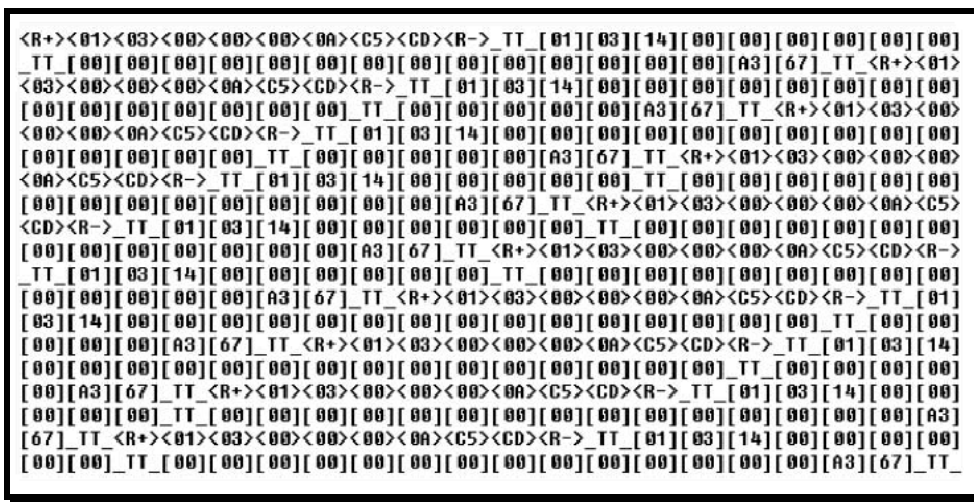 <R+><01><03><00><00><00><0A><C5><CD><R->_TT_[01][03][14][00][00][00][00][00][00]
_TT_[00][00][00][00][00][00][00][00][00][00][00][00][00][00][A3][67]_TT_<R+><01>
<03><00><00><00><0A><C5><CD><R->_TT_[01][03][14][00][00][00][00][00][00][00][00]
[00][00][00][00][00][00][00]_TT_[00][00][00][00][00][A3][67]_TT_<R+><01><03><00>
<00><00><0A><C5><CD><R->_TT_[01][03][14][00][00][00][00][00][00][00][00][00][00]
[00][00][00][00][00]_TT_[00][00][00][00][00][A3][67]_TT_<R+><01><03><00><00><00>
<0A><C5><CD><R->_TT_[01][03][14][00][00][00][00][00]_TT_[00][00][00][00][00][00]
[00][00][00][00][00][00][00][00][00][A3][67]_TT_<R+><01><03><00><00><00><0A><C5>
<CD><R->_TT_[01][03][14][00][00][00][00][00][00]_TT_[00][00][00][00][00][00][00]
[00][00][00][00][00][00][00][A3][67]_TT_<R+><01><03><00><00><00><0A><C5><CD><R->
_TT_[01][03][14][00][00][00][00][00][00]_TT_[00][00][00][00][00][00][00][00][00]
[00][00][00][00][00][A3][67]_TT_<R+><01><03><00><00><00><0A><C5><CD><R->_TT_[01]
[03][14][00][00][00][00][00][00][00][00][00][00][00][00][00][00][00]_TT_[00][00]
[00][00][00][A3][67]_TT_<R+><01><03><00><00><00><0A><C5><CD><R->_TT_[01][03][14]
[00][00][00][00][00][00][00][00][00][00][00][00][00][00][00]_TT_[00][00][00][00]
[00][A3][67]_TT_<R+><01><03><00><00><00><0A><C5><CD><R->_TT_[01][03][14][00][00]
[00][00][00]_TT_[00][00][00][00][00][00][00][00][00][00][00][00][00][00][00][A3]
[67]_TT_<R+><01><03><00><00><00><0A><C5><CD><R->_TT_[01][03][14][00][00][00][00]
[00][00]_TT_[00][00][00][00][00][00][00][00][00][00][00][00][00][00][A3][67]_TT_